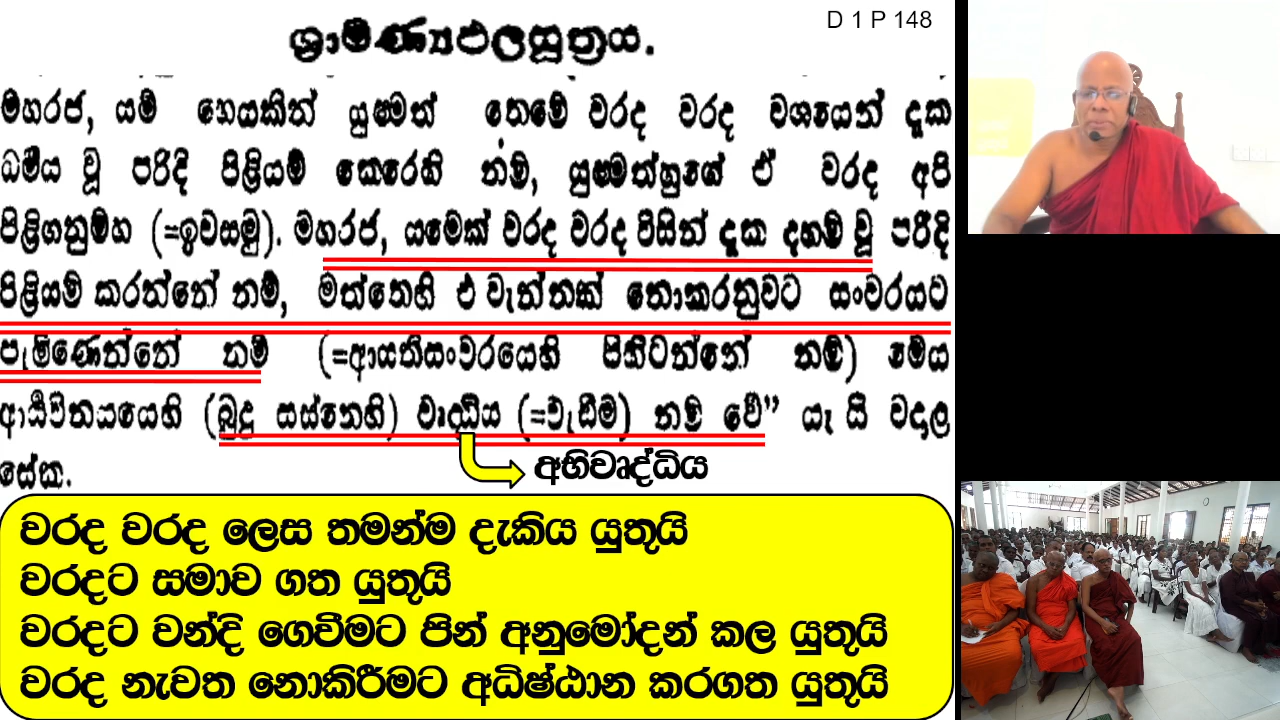 D 1 P 148
ශ්‍රාමණ්‍යඵලසූත්‍රය.
මහරජ, යම් හෙයකින් යුෂ්මත් තෙමේ වරද වරද වශයෙන් දැක
ධර්මීය වූ පරිදි පිළියම් කෙරෙහි නම්, යුෂ්මත්හුගේ ඒ වරද අපි
පිළිගනුම්හ (=ඉවසමු). මහරජ, යමෙක් වරද වරද විසින් දැක දහම් වූ පරිදි
පිළියම් කරන්නේ නම්, මත්තෙහි එ වැන්නක් නොකරනුවට සංවරයට
පැමිණෙන්නේ නම් (=ආයතිසංවරයෙහි පිහිටන්නේ නම්) මෙය
ආර්‍ය්‍යවිනයයෙහි (බුදු සස්නෙහි) වෘද්ධිය (=වැඩීම) නම් වේ” යැ යි වදාළ
සේක.
අභිවෘද්ධිය
වරද වරද ලෙස තමන්ම දැකිය යුතුයි
වරදට සමාව ගත යුතුයි
වරදට වන්දි ගෙවීමට පින් අනුමෝදන් කල යුතුයි
වරද නැවත නොකිරීමට අධිෂ්ඨාන කරගත යුතුයි